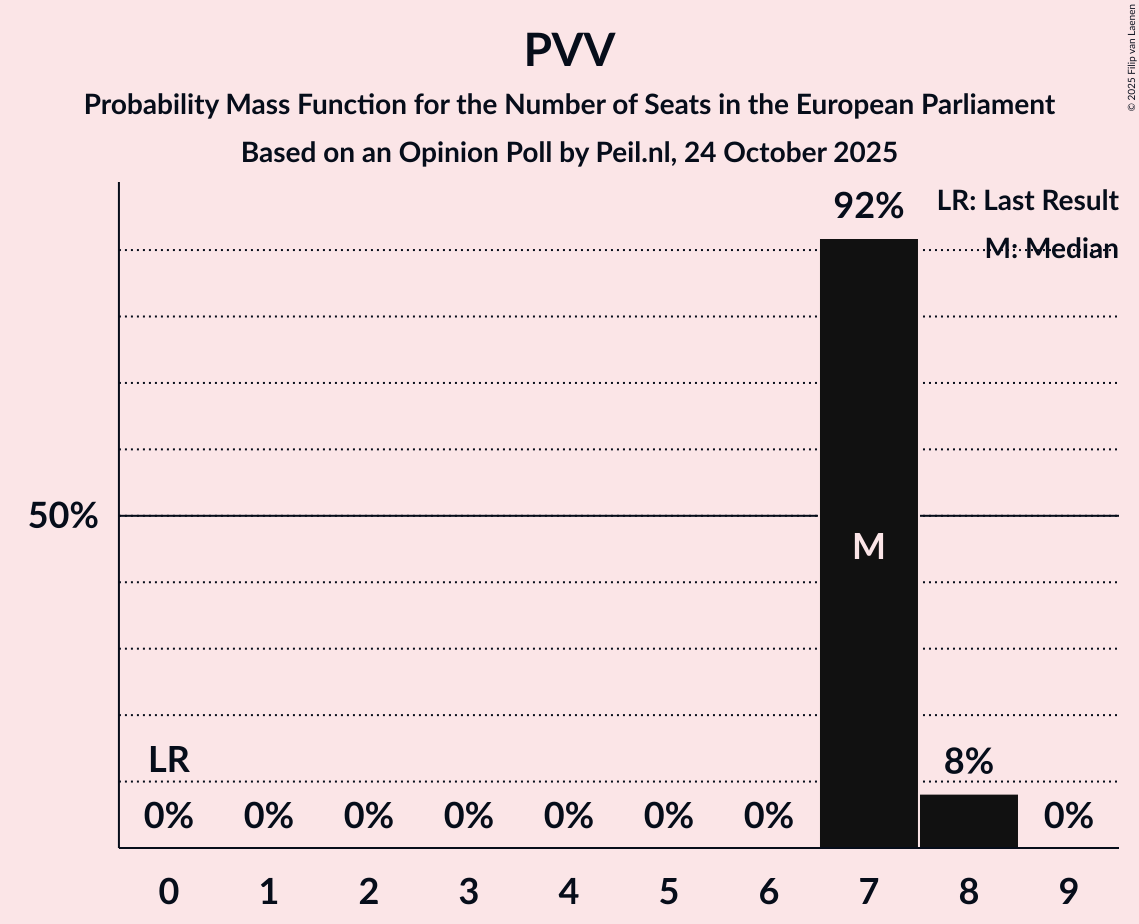 PVV
Probability Mass Function for the Number of Seats in the European Parliament
Based on an Opinion Poll by Peil.nl, 24 October 2025
© 2025 Filip van Laenen
LR: Last Result
M: Median
92%
50%
M
LR
8%
0% 0% 0% 0% 0% 0% 0% 0%
0 1 2 3 4 5 6 7 8 9